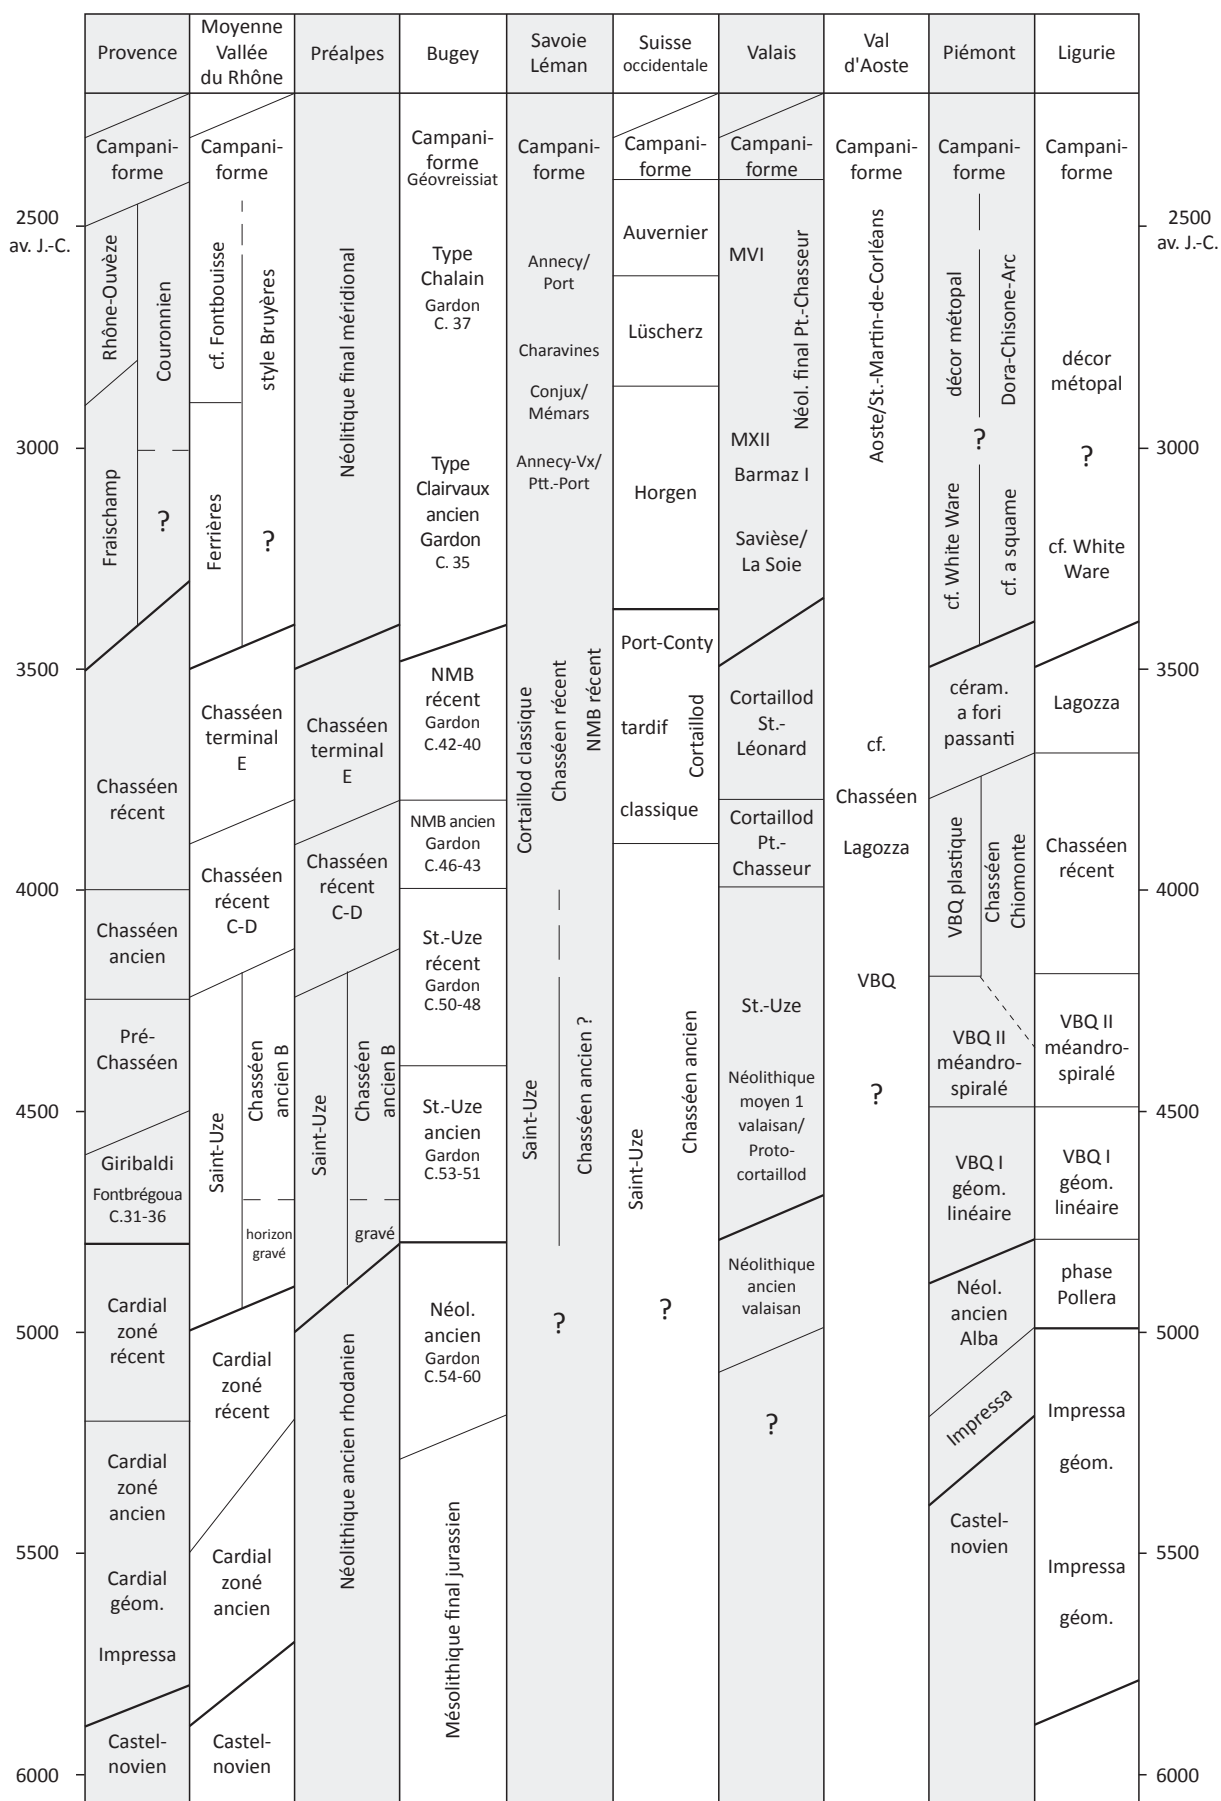 Provence
Moyenne
Vallée
du Rhône
Préalpes
Bugey
Savoie
Léman
Suisse
occidentale
Valais
Val
d'Aoste
Piémont
Ligurie
2500
av. J.-C.
3000
3500
4000
4500
5000
5500
6000
Campani-
forme
Rhône-Ouvèze
Couronnien
Fraischamp
?
Chasséen
récent
Chasséen
ancien
Pré-
Chasséen
Giribaldi
Fontbrégoua
C.31-36
Cardial
zoné
récent
Cardial
zoné
ancien
Cardial
géom.
Impressa
Castel-
novien
Campani-
forme
cf. Fontbouisse
style Bruyères
Ferrières
?
Chasséen
terminal
E
Chasséen
récent
C-D
Saint-Uze
Chasséen
ancien B
horizon
gravé
Cardial
zoné
récent
Cardial
zoné
ancien
Castel-
novien
Néolitique final méridional
Chasséen
terminal
E
Chasséen
récent
C-D
Saint-Uze
Chasséen
ancien B
gravé
Néolithique ancien rhodanien
Campani-
forme
Géovreissiat
Type
Chalain
Gardon
C. 37
Type
Clairvaux
ancien
Gardon
C. 35
NMB
récent
Gardon
C.42-40
NMB ancien
Gardon
C.46-43
St.-Uze
récent
Gardon
C.50-48
St.-Uze
ancien
Gardon
C.53-51
Néol.
ancien
Gardon
C.54-60
Mésolithique final jurassien
Campani-
forme
Annecy/
Port
Charavines
Conjux/
Mémars
Annecy-Vx/
Ptt.-Port
Cortaillod classique
Chasséen récent
NMB récent
Saint-Uze
Chasséen ancien ?
?
Campani-
forme
Auvernier
Lüscherz
Horgen
Port-Conty
tardif
Cortaillod
classique
Saint-Uze
Chasséen ancien
?
Campani-
forme
MVI
Néol. final Pt.-Chasseur
MXII
Barmaz I
Savièse/
La Soie
Cortaillod
St.-
Léonard
Cortaillod
Pt.-
Chasseur
St.-Uze
Néolithique
moyen 1
valaisan/
Proto-
cortaillod
Néolithique
ancien
valaisan
?
Campani-
forme
Aoste/St.-Martin-de-Corléans
cf.
Chasséen
Lagozza
VBQ
?
Campani-
forme
décor métopal
Dora-Chisone-Arc
?
cf. White Ware
cf. a squame
céram.
a fori
passanti
VBQ plastique
Chasséen
Chiomonte
VBQ II
méandro-
spiralé
VBQ I
géom.
linéaire
Néol.
ancien
Alba
Impressa
Castel-
novien
Campani-
forme
décor
métopal
?
cf. White
Ware
Lagozza
Chasséen
récent
VBQ II
méandro-
spiralé
VBQ I
géom.
linéaire
phase
Pollera
Impressa
géom.
Impressa
géom.
2500
av. J.-C.
3000
3500
4000
4500
5000
5500
6000